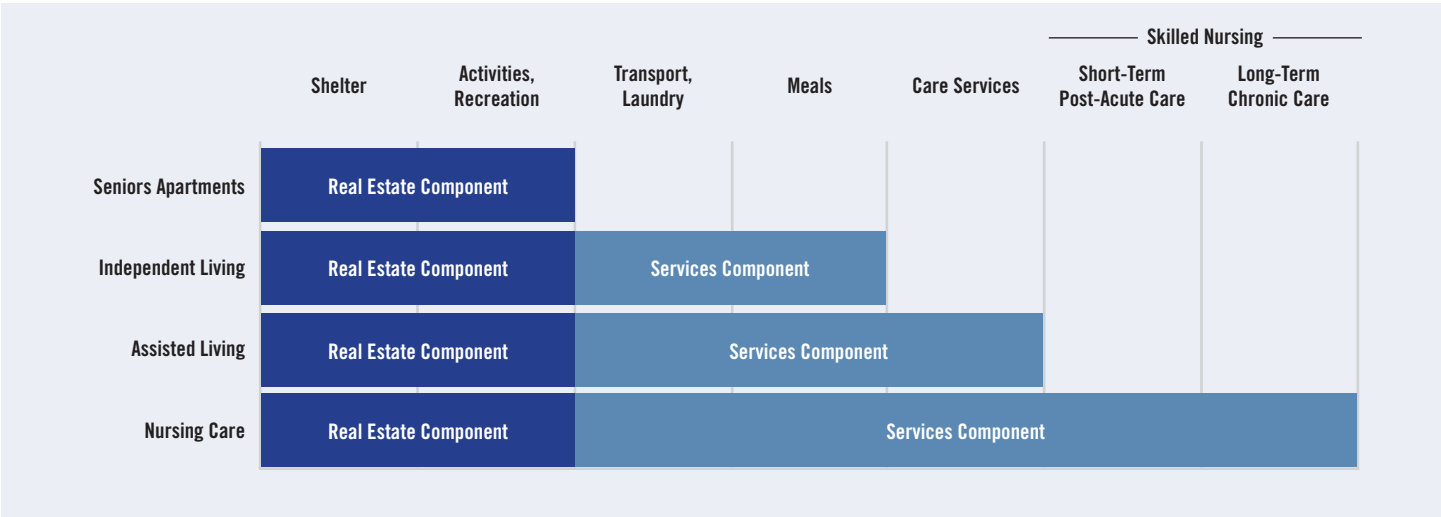 Skilled Nursing
Shelter
Activities,
Recreation
Transport,
Laundry
Meals
Care Services
Short-Term
Post-Acute Care
Long-Term
Chronic Care
Seniors Apartments
Real Estate Component
Independent Living
Real Estate Component
Services Component
Assisted Living
Real Estate Component
Services Component
Nursing Care
Real Estate Component
Services Component